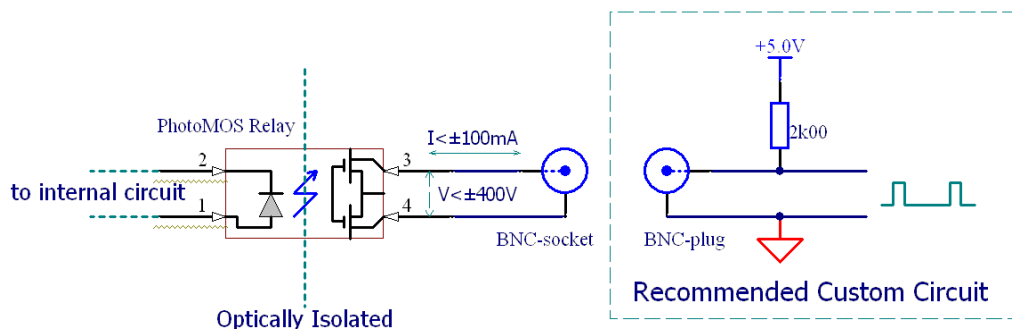 +5.0V
2k00
PhotoMOS Relay
I<±100mA
2
3
to internal circuit
V<±400V
1
4
BNC-socket
BNC-plug
Recommended Custom Circuit
Optically Isolated